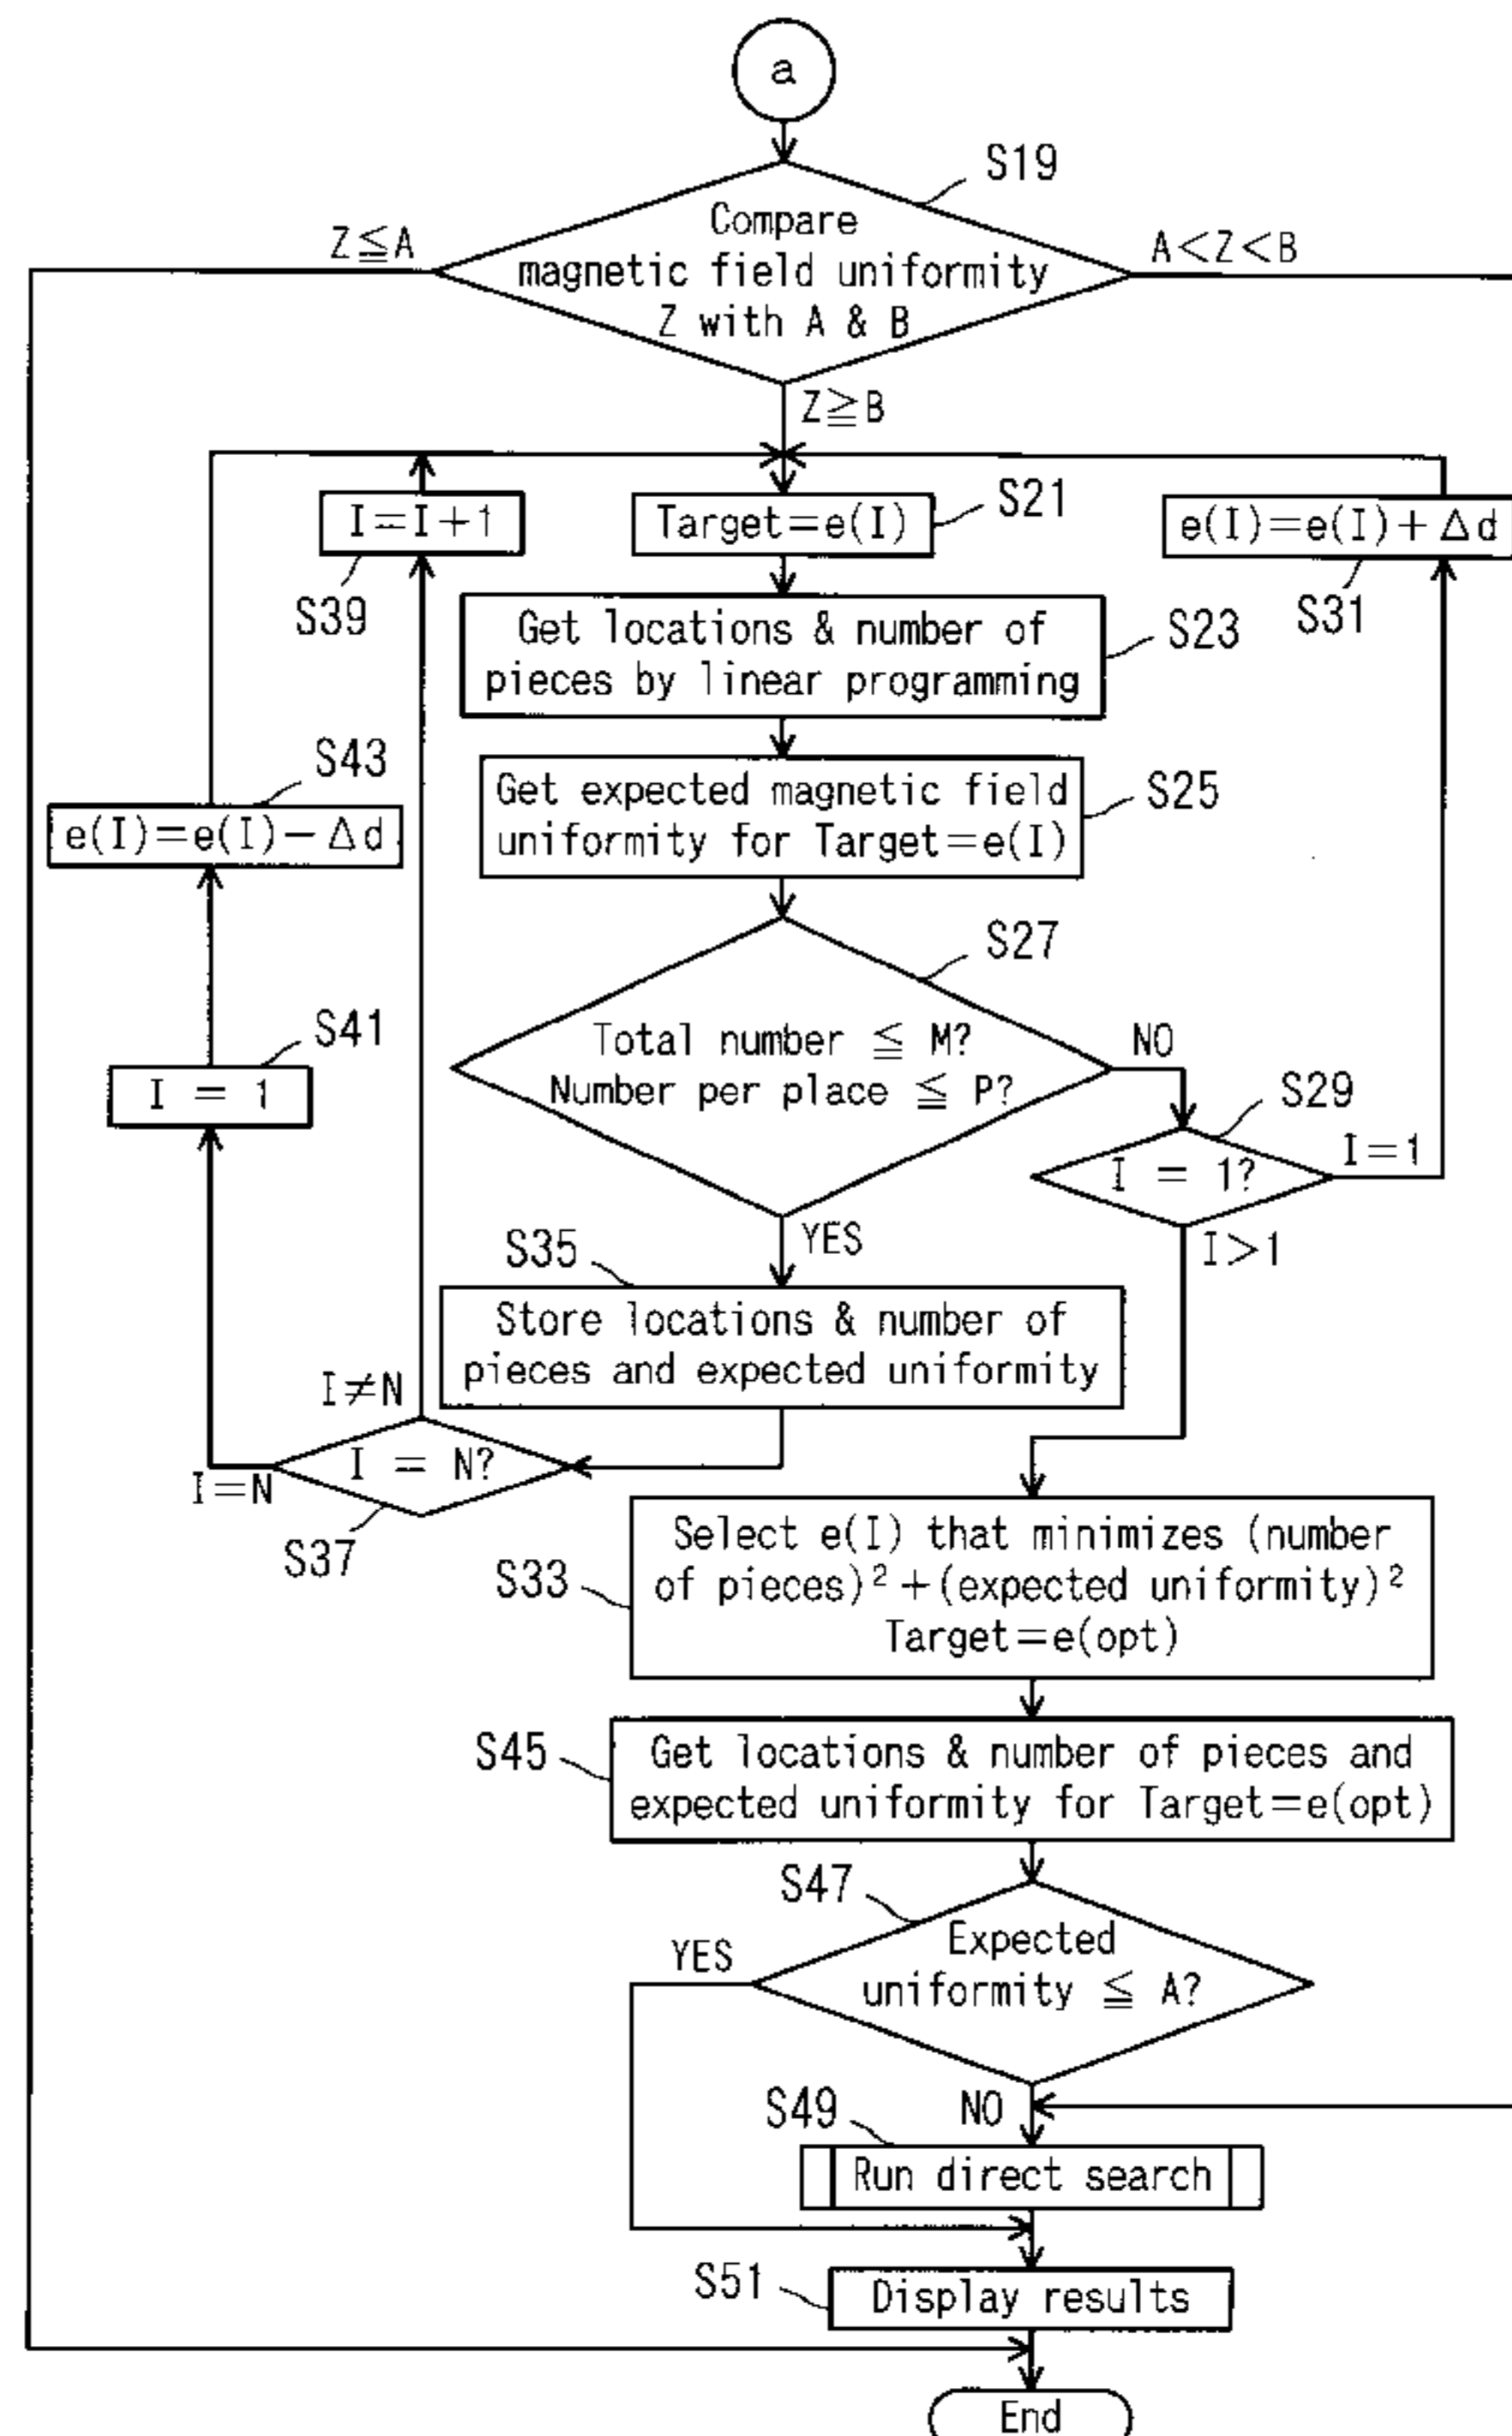 a
S19
Compare
magnetic field uniformity
Z with A & B
Z≦A
A<Z<B
Z≧B
I=I+1
S39
Target=e(I)
S21
e(I)=e(I)+Δd
S31
Get locations & number of
pieces by linear programming
S23
S43
e(I)=e(I)-Δd
Get expected magnetic field
uniformity for Target=e(I)
S25
S27
Total number ≦ M?
Number per place ≦ P?
NO
S41
I = 1
S29
I = 1?
I=1
I>1
YES
S35
Store locations & number of
pieces and expected uniformity
I≠N
I = N?
I=N
S37
S33
Select e(I) that minimizes (number
of pieces)²+(expected uniformity)²
Target=e(opt)
S45
Get locations & number of pieces and
expected uniformity for Target=e(opt)
S47
Expected
uniformity ≦ A?
YES
NO
S49
Run direct search
S51
Display results
End